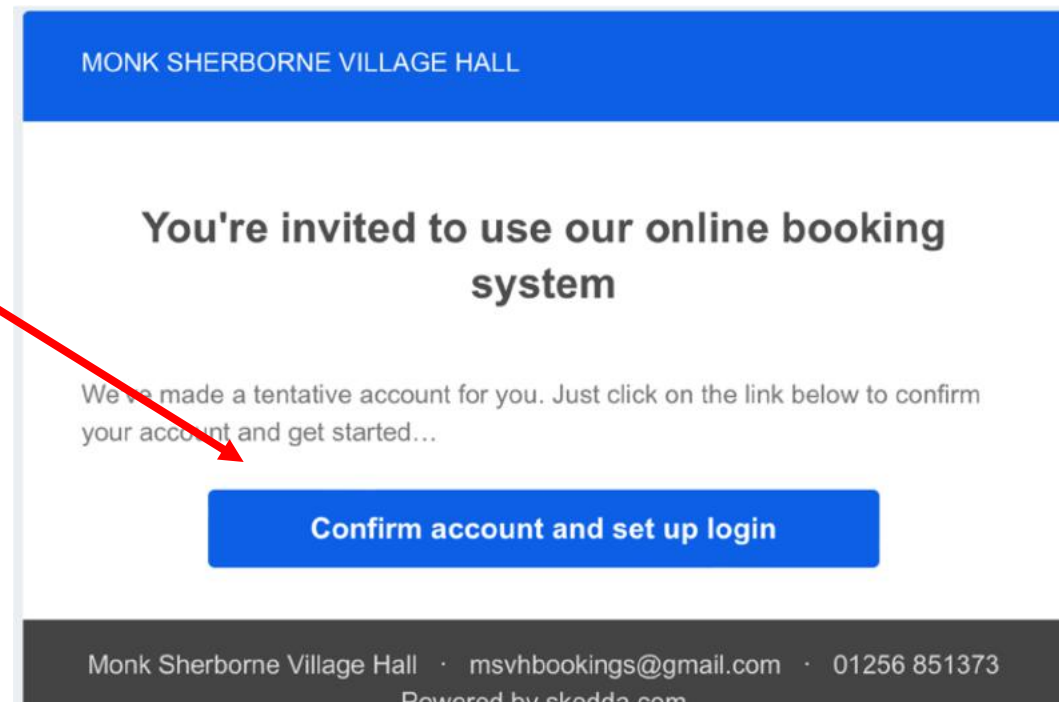 MONK SHERBORNE VILLAGE HALL
You're invited to use our online booking
system
We've made a tentative account for you. Just click on the link below to confirm
your account and get started…
Confirm account and set up login
Monk Sherborne Village Hall · msvhbookings@gmail.com · 01256 851373
Powered by skedda.com